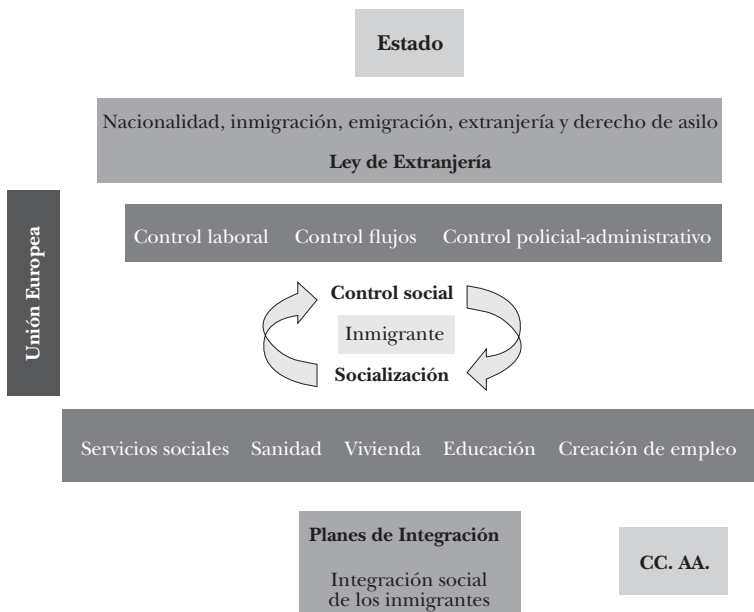 Estado
Nacionalidad, inmigración, emigración, extranjería y derecho de asilo
Ley de Extranjería
Unión Europea
Control laboral Control flujos Control policial-administrativo
Control social
Inmigrante
Socialización
Servicios sociales Sanidad Vivienda Educación Creación de empleo
Planes de Integración
Integración social
de los inmigrantes
CC. AA.